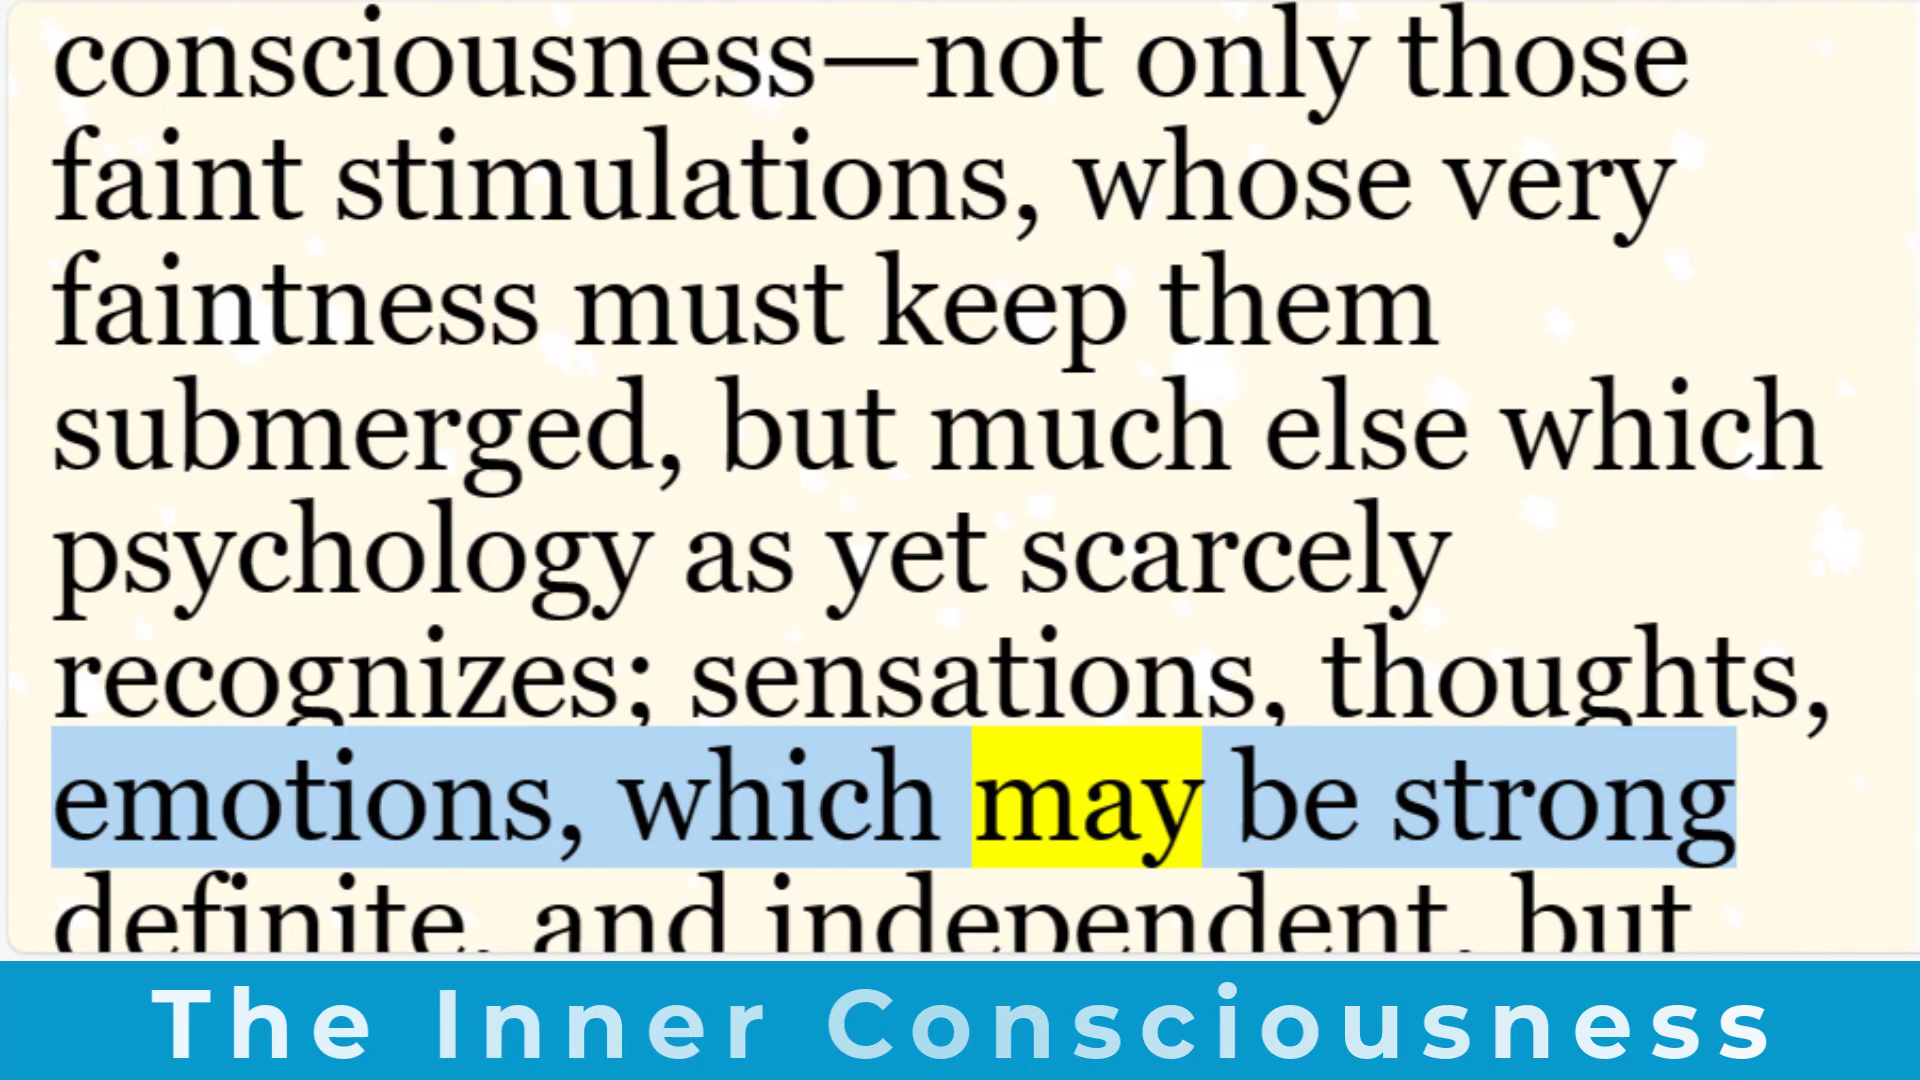 consciousness—not only those
faint stimulations, whose very
faintness must keep them
submerged, but much else which
psychology as yet scarcely
recognizes; sensations, thoughts,
emotions, which may be strong
definite, and independent, but
The Inner Consciousness